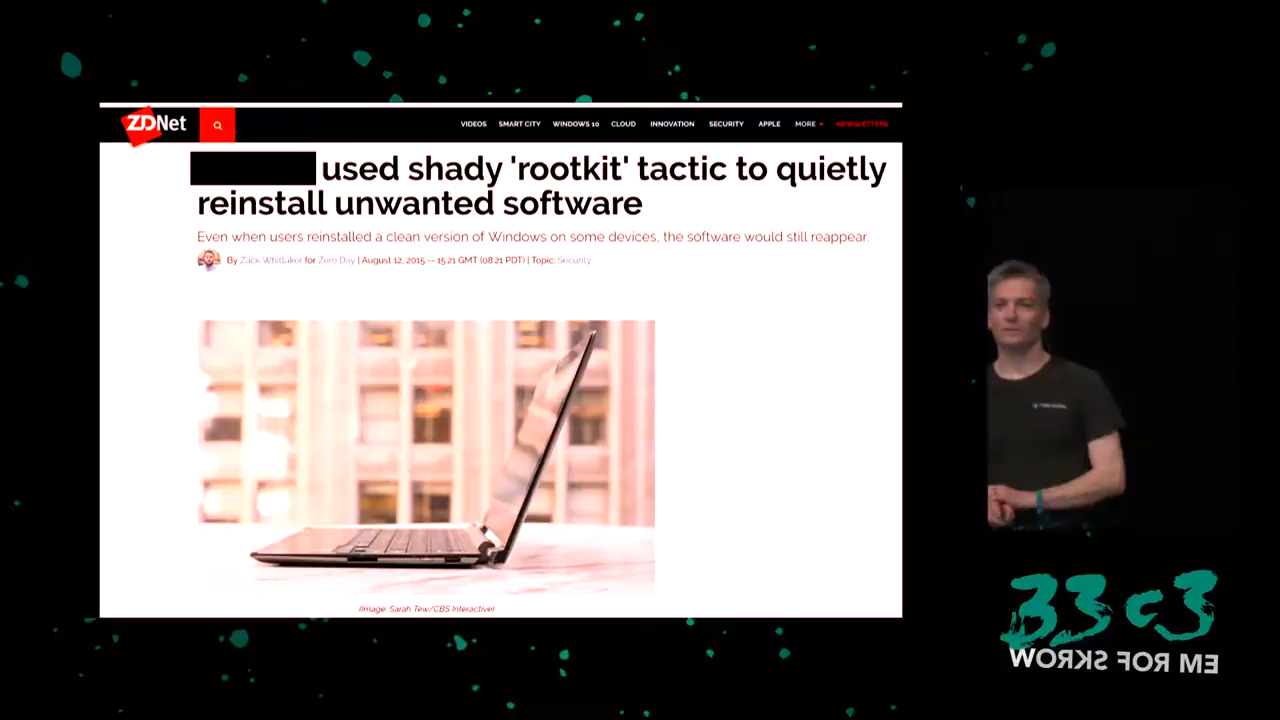 ZDNet
VIDEOS SMART CITY WINDOWS 10 CLOUD INNOVATION SECURITY APPLE MORE NEWSLETTERS
used shady 'rootkit' tactic to quietly
reinstall unwanted software
Even when users reinstalled a clean version of Windows on some devices, the software would still reappear.
By Zack Whittaker for Zero Day | August 12, 2015 -- 15:21 GMT (08:21 PDT) | Topic: Security
(Image: Sarah Tew/CBS Interactive)
33c3
WORKS FOR ME